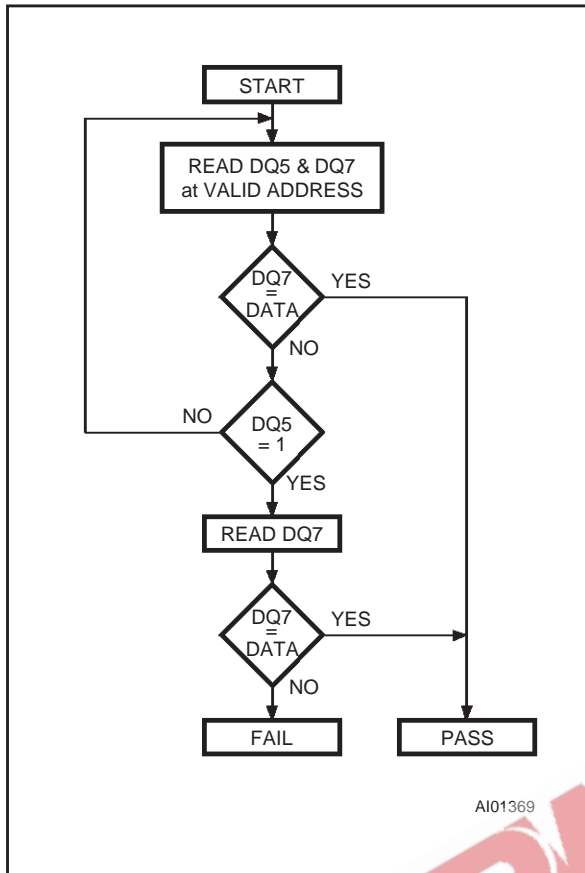 START
READ DQ5 & DQ7
at VALID ADDRESS
DQ7
=
DATA
YES
NO
DQ5
= 1
NO
YES
READ DQ7
DQ7
=
DATA
YES
NO
FAIL
PASS
AI01369